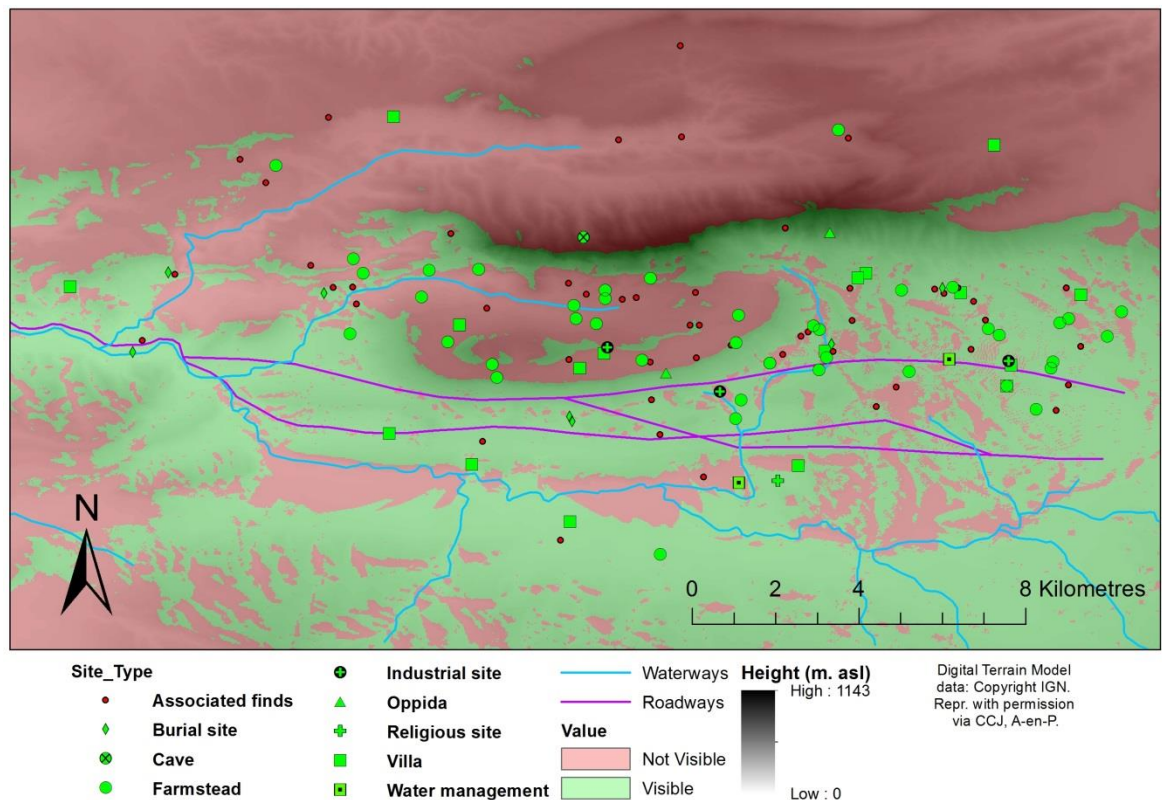 N
0 2 4 8 Kilometres
Site_Type
Associated finds
Burial site
Cave
Farmstead
Industrial site
Oppida
Religious site
Villa
Water management
Waterways
Roadways
Value
Not Visible
Visible
Height (m. asl)
High : 1143
Low : 0
Digital Terrain Model
data: Copyright IGN.
Repr. with permission
via CCJ, A-en-P.